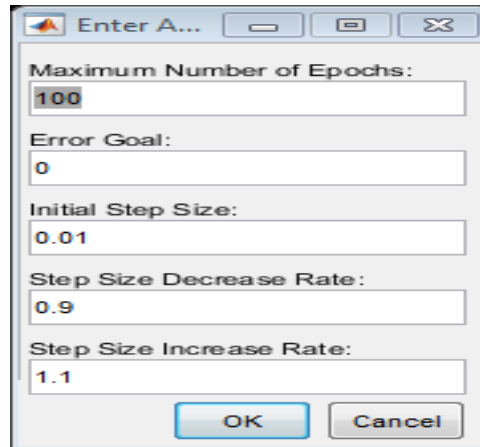 Enter A...
Maximum Number of Epochs:
100
Error Goal:
0
Initial Step Size:
0.01
Step Size Decrease Rate:
0.9
Step Size Increase Rate:
1.1
OK Cancel